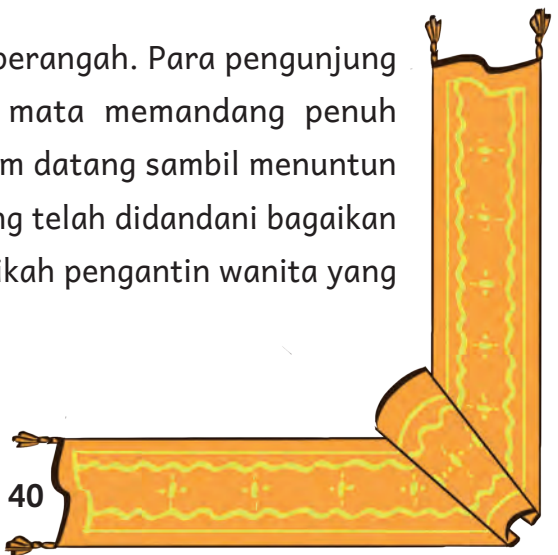 perangah. Para pengunjung
mata memandang penuh
m datang sambil menuntun
ng telah didandani bagaikan
ikah pengantin wanita yang
40